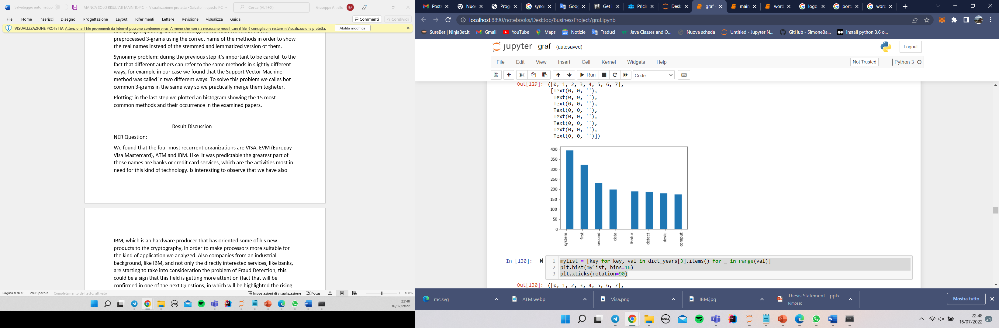 Salvataggio automatico
MANCA SOLO RISULTATI MAIN TOPIC - Visualizzazione protetta • Salvato in questo PC
Cerca (ALT+X)
Giuseppe Aniello
GA
File Home Inserisci Disegno Progettazione Layout Riferimenti Lettere Revisione Visualizza Guida
Commenti
Condividi
VISUALIZZAZIONE PROTETTA Attenzione. I file provenienti da Internet possono contenere virus. A meno che non sia necessario modificare il file, è consigliabile restare in Visualizzazione protetta.
Abilita modifica
preprocessed 3-grams using the correct name of the methods in order to show
the real names instead of the stemmed and lemmatized version of them.
Synonimy problem: during the previous step it's important to be carefull to the
fact that different authors can refer to the same methods in slightly different
ways, for example in our case we found that the Support Vector Machine
method was called in two different ways. To solve this problem we calles bot
common 3-grams in the same way so we practically merge them togheter.
Plotting: in the last step we plotted an histogram showing the 15 most
common methods and their occurrence in the examined papers.
Result Discussion
NER Question:
We found that the four most recurrent organizations are VISA, EVM (Europay
Visa Mastercard), ATM and IBM. Like  it was predictable the greatest part of
those names are banks or credit card services, which are the activities most in
need for this kind of technology. Is interesting to observe that we have also
IBM, which is an hardware producer that has oriented some of his new
products to the cryptography, in order to make processors more suitable for
the kind of application we analyzed. Also companies from an industrial
background, like IBM, and not only the directly interested services, like banks,
are starting to take into consideration the problem of Fraud Detection, this
could be a sign that this field is getting more attention (fact that will be
confirmed in one of the next Questions, in which will be highlighted the rising
Pagina 8 di 10 2893 parole Completamento del testo: attivato
Impostazioni di visualizzazione Focus
100%
22:48
16/07/2022
Posta Nuov Prog syno Goog Get i Pricin Desk graf main word logo porta word
localhost:8890/notebooks/Desktop/BusinessProject/graf.ipynb
SureBet | NinjaBet.it Gmail YouTube Maps Notizie Traduci Java Classes and O... Nuova scheda Untitled - Jupyter N... GitHub - SimoneBa... install python 3.6 o...
jupyter graf (autosaved)
Logout
File Edit View Insert Cell Kernel Widgets Help
Not Trusted
Python 3
Run
Code
Out[129]: ([0, 1, 2, 3, 4, 5, 6, 7],
[Text(0, 0, ''),
Text(0, 0, ''),
Text(0, 0, ''),
Text(0, 0, ''),
Text(0, 0, ''),
Text(0, 0, ''),
Text(0, 0, ''),
Text(0, 0, '')])
400
350
300
250
200
150
100
50
0
system first second data featur detect devic comput
In [130]:
1 mylist = [key for key, val in dict_years[3].items() for _ in range(val)]
2 plt.hist(mylist, bins=16)
3 plt.xticks(rotation=90)
Out[130]: ([0, 1, 2, 3, 4, 5, 6, 7],
mc.svg
ATM.webp
Visa.png
IBM.jpg
Thesis Statement....pptx
Rimosso
Mostra tutto
DELL
22:48
16/07/2022
24